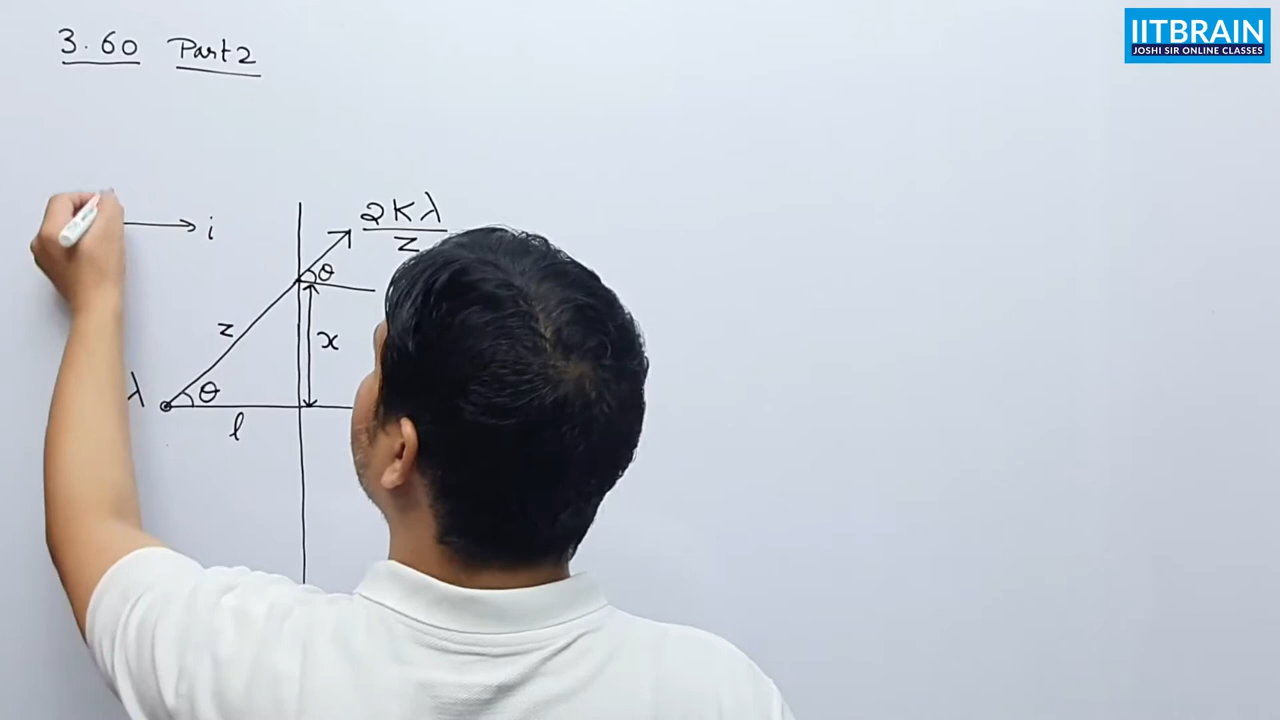 3.60 Part 2
IITBRAIN
JOSHI SIR ONLINE CLASSES
i
2Kλ
z
θ
z
x
λ
θ
l